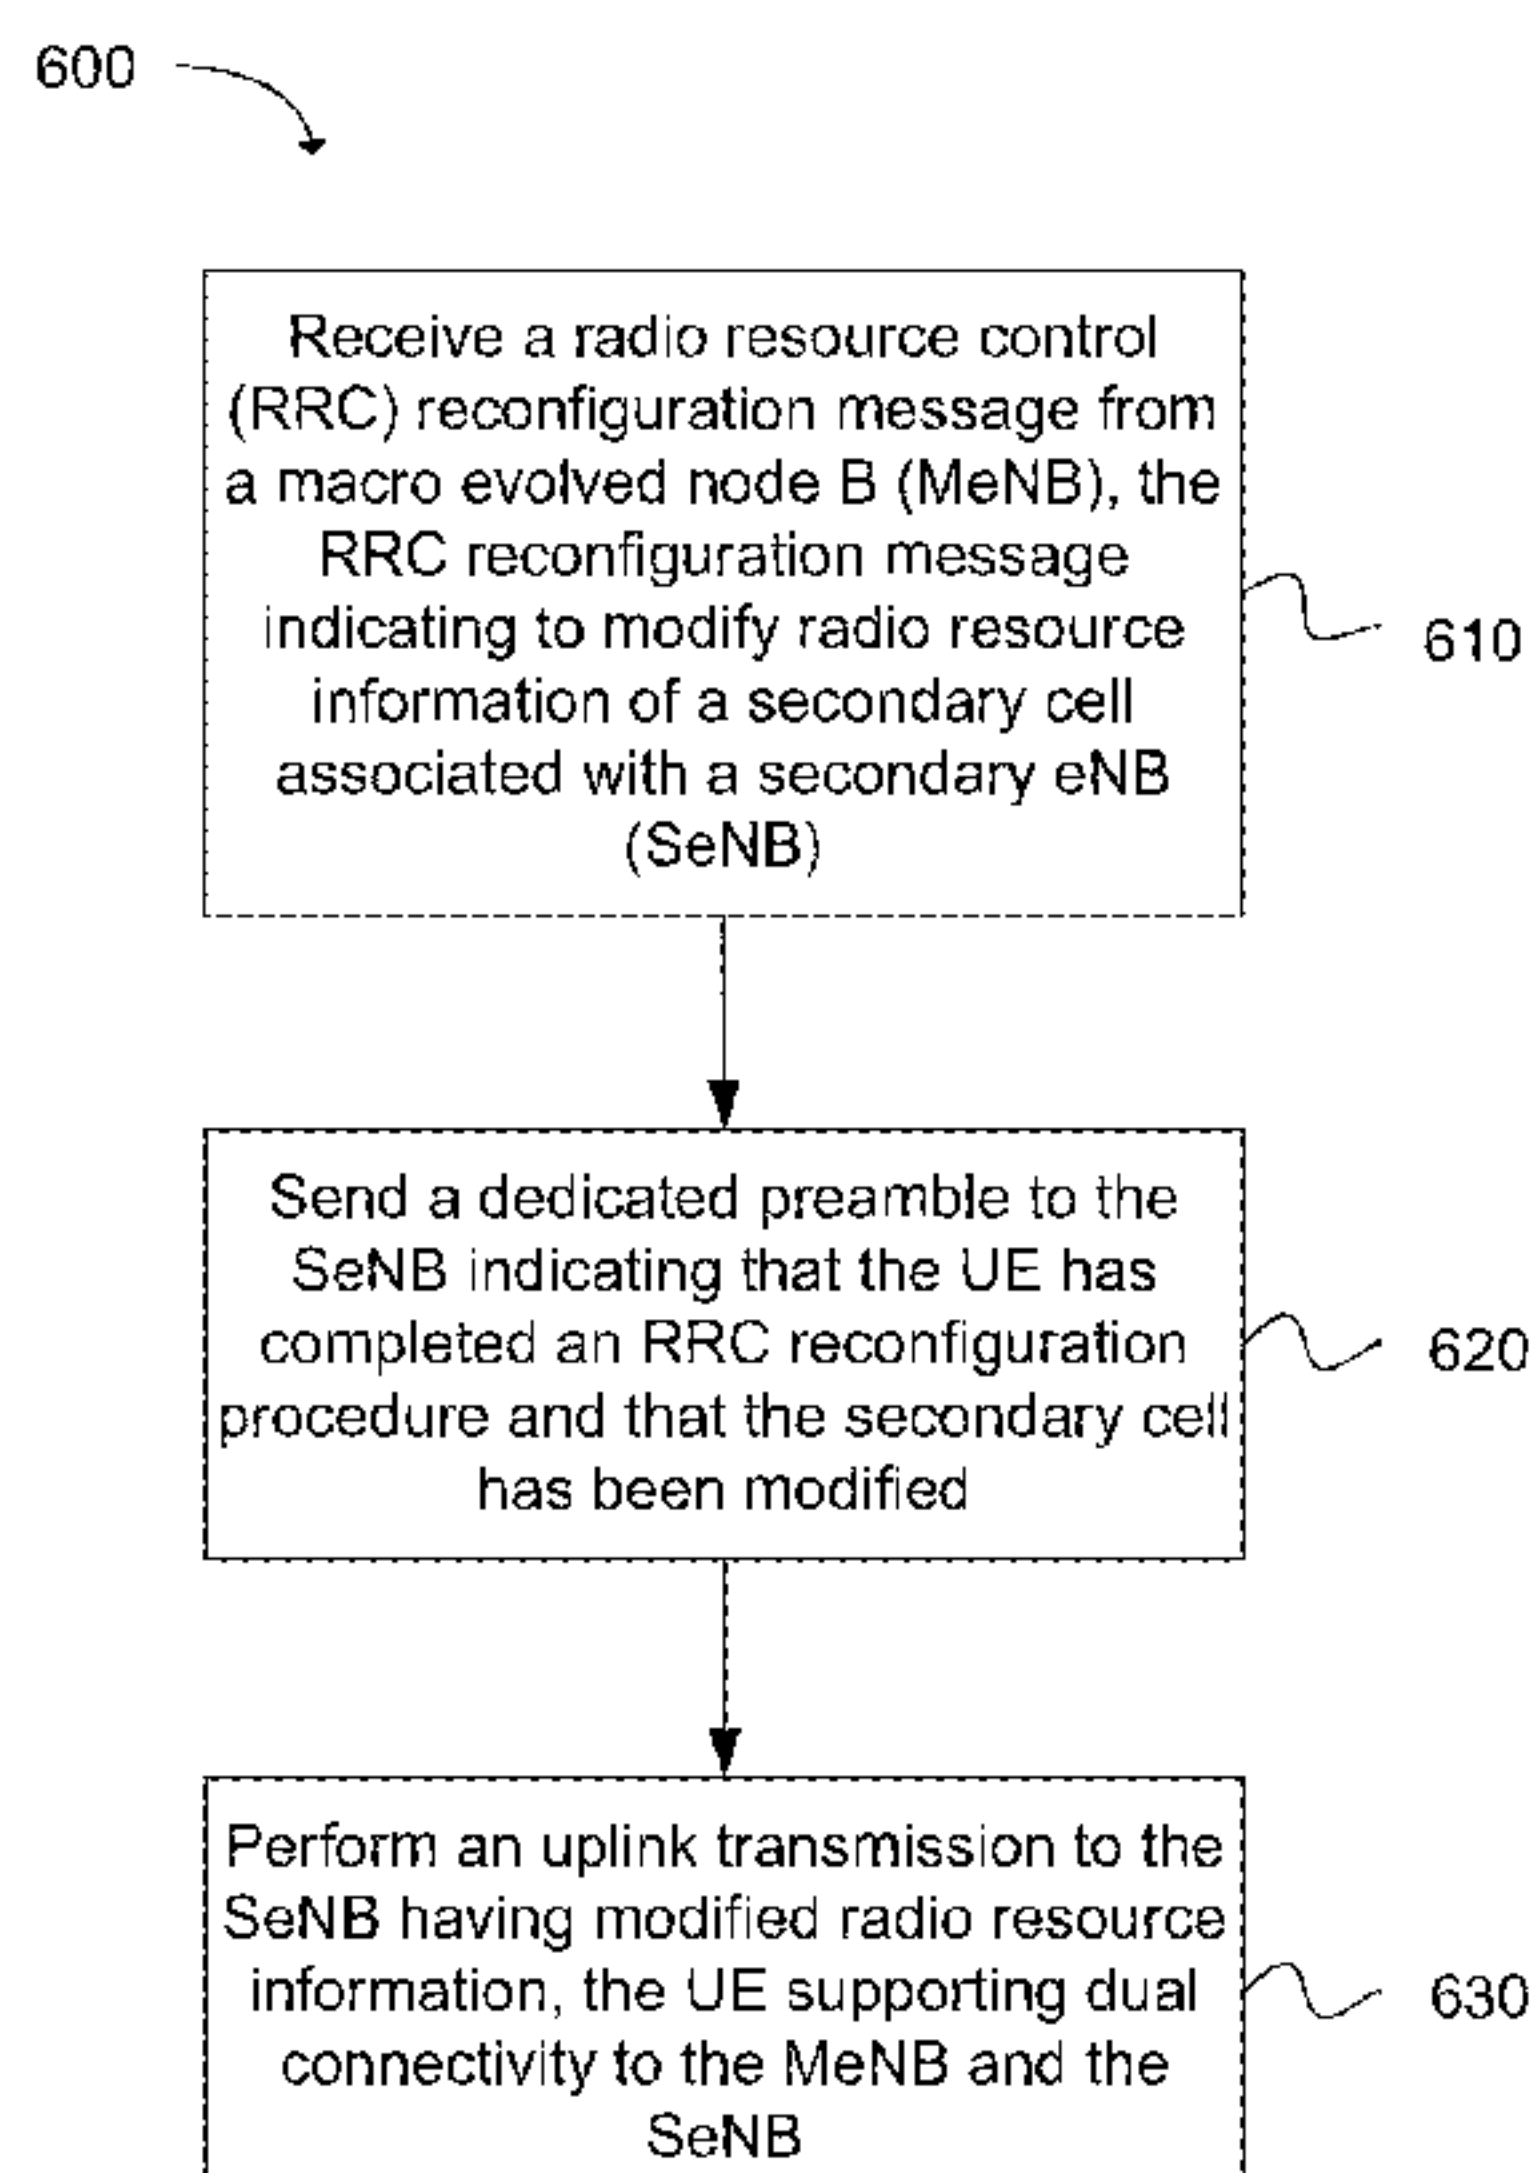 600
Receive a radio resource control
(RRC) reconfiguration message from
a macro evolved node B (MeNB), the
RRC reconfiguration message
indicating to modify radio resource
information of a secondary cell
associated with a secondary eNB
(SeNB)
610
Send a dedicated preamble to the
SeNB indicating that the UE has
completed an RRC reconfiguration
procedure and that the secondary cell
has been modified
620
Perform an uplink transmission to the
SeNB having modified radio resource
information, the UE supporting dual
connectivity to the MeNB and the
SeNB
630